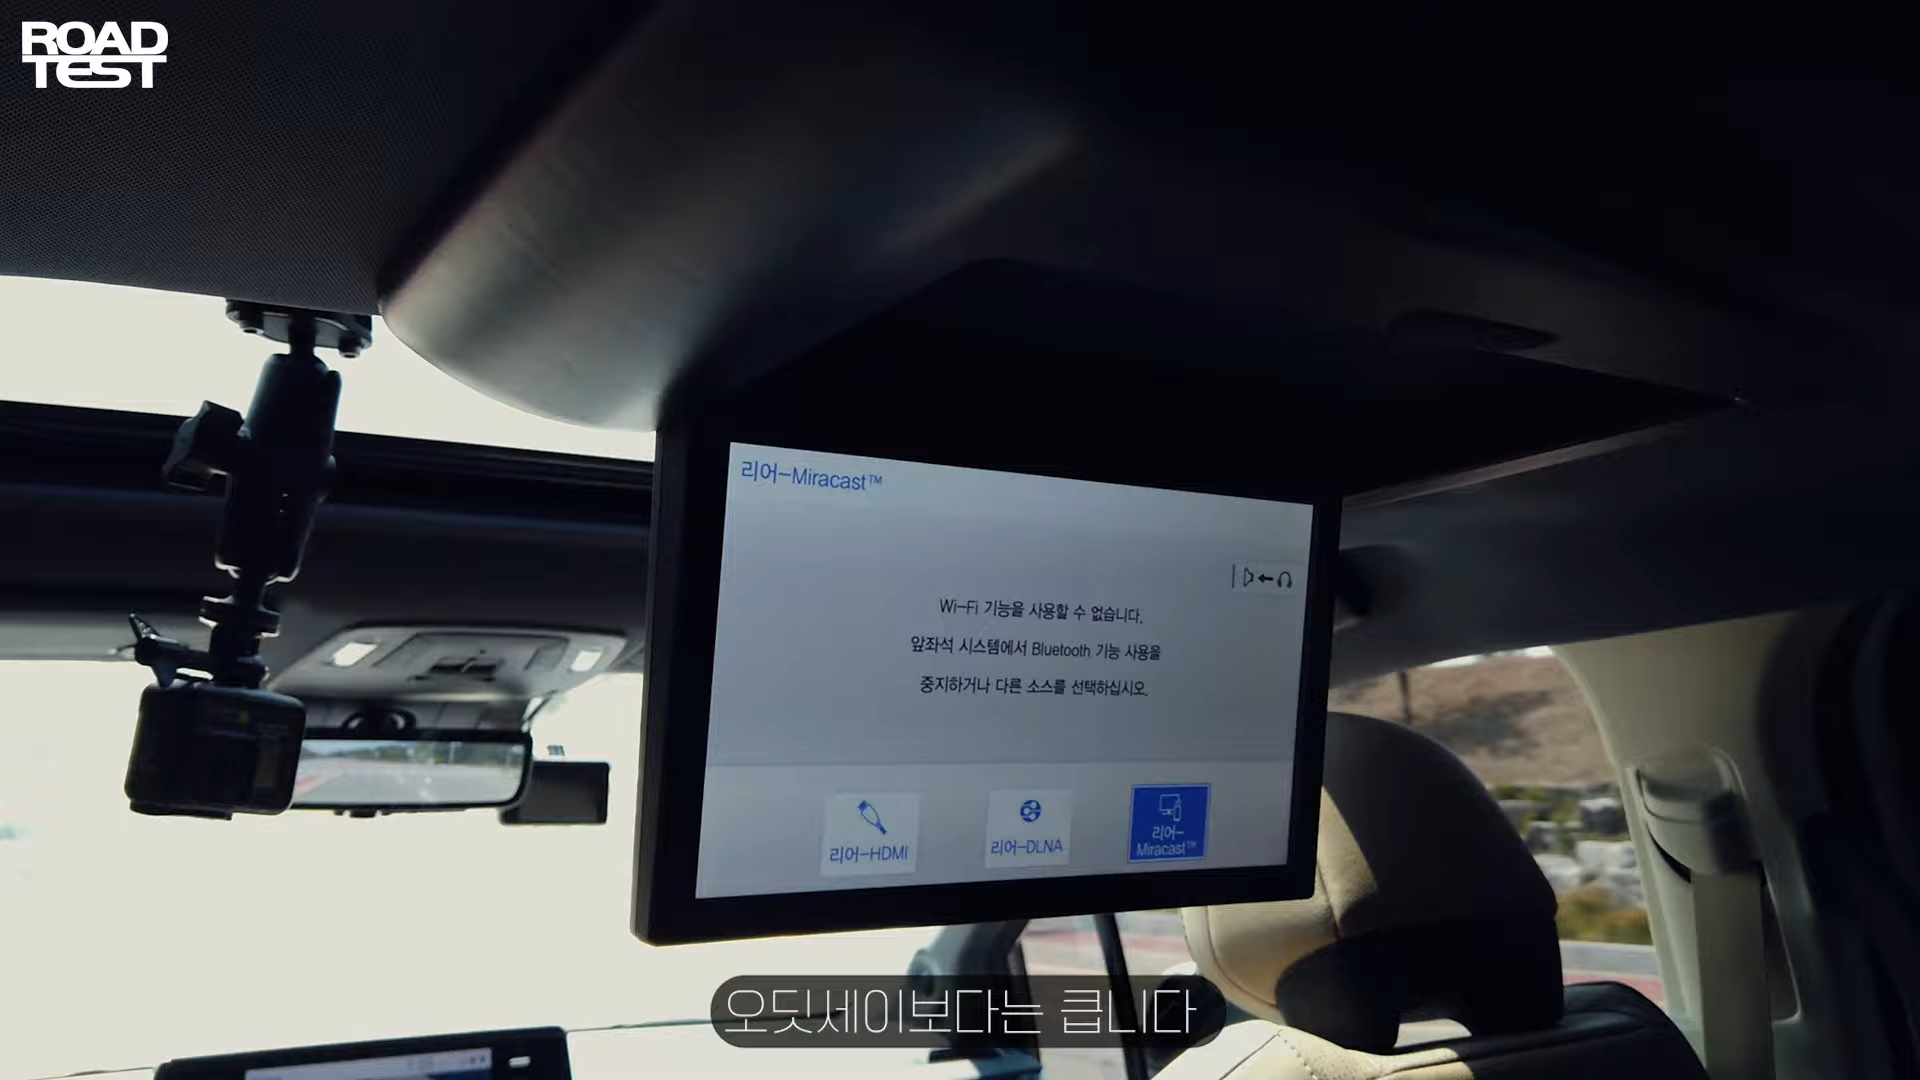 ROAD
TEST
리어-Miracast™
Wi-Fi 기능을 사용할 수 없습니다.
앞좌석 시스템에서 Bluetooth 기능 사용을
중지하거나 다른 소스를 선택하십시오.
리어-HDMI
리어-DLNA
리어-
Miracast™
오딧세이보다는 큽니다